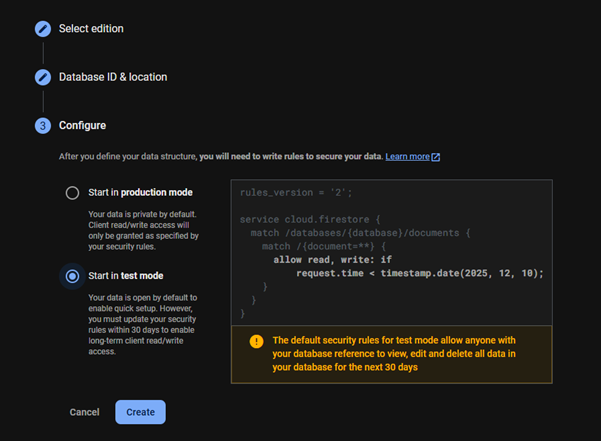 Select edition
Database ID & location
3 Configure
After you define your data structure, you will need to write rules to secure your data. Learn more
Start in production mode
Your data is private by default.
Client read/write access will
only be granted as specified by
your security rules.
Start in test mode
Your data is open by default to
enable quick setup. However,
you must update your security
rules within 30 days to enable
long-term client read/write
access.
rules_version = '2';
service cloud.firestore {
match /databases/{database}/documents {
match /{document=**} {
allow read, write: if
request.time < timestamp.date(2025, 12, 10);
}
}
}
! The default security rules for test mode allow anyone with
your database reference to view, edit and delete all data in
your database for the next 30 days
Cancel
Create